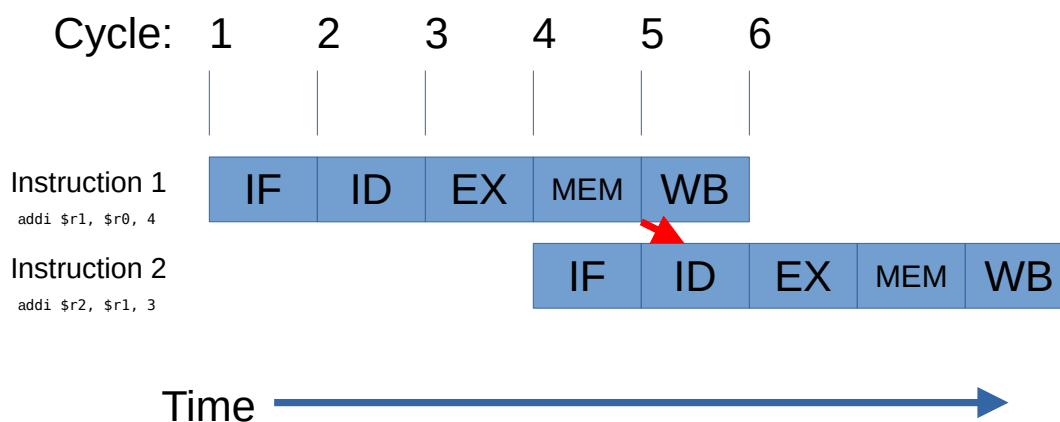 Cycle: 1 2 3 4 5 6
Instruction 1 IF ID EX MEM WB
addi $r1, $r0, 4
Instruction 2 IF ID EX MEM WB
addi $r2, $r1, 3
Time